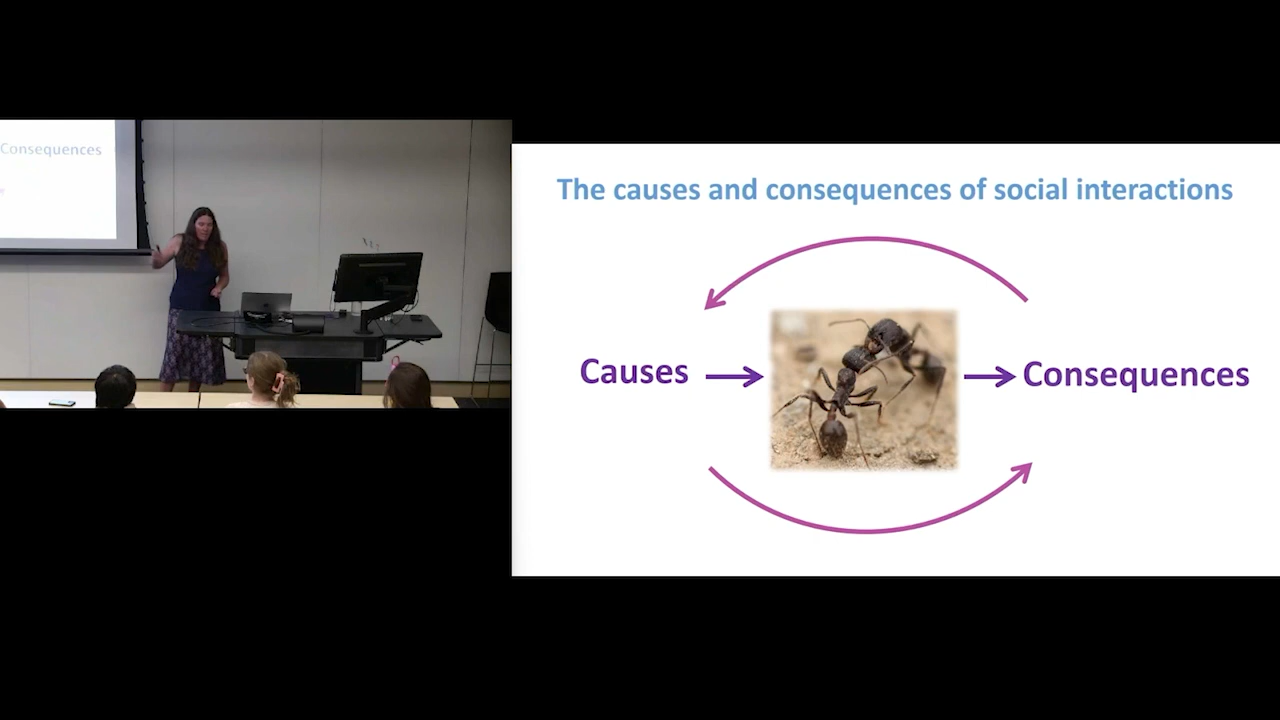 Consequences
The causes and consequences of social interactions
Causes
Consequences